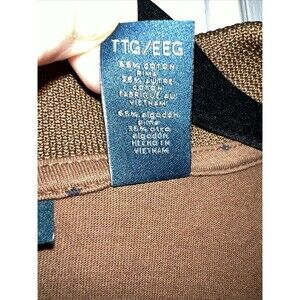 TTG/EEG
65% COTON
PIMA
35% AUTRE
COTON
FABRIQUÉ AU
VIETNAM
65% algodón
pima
35% otro
algodón
HECHO EN
VIETNAM